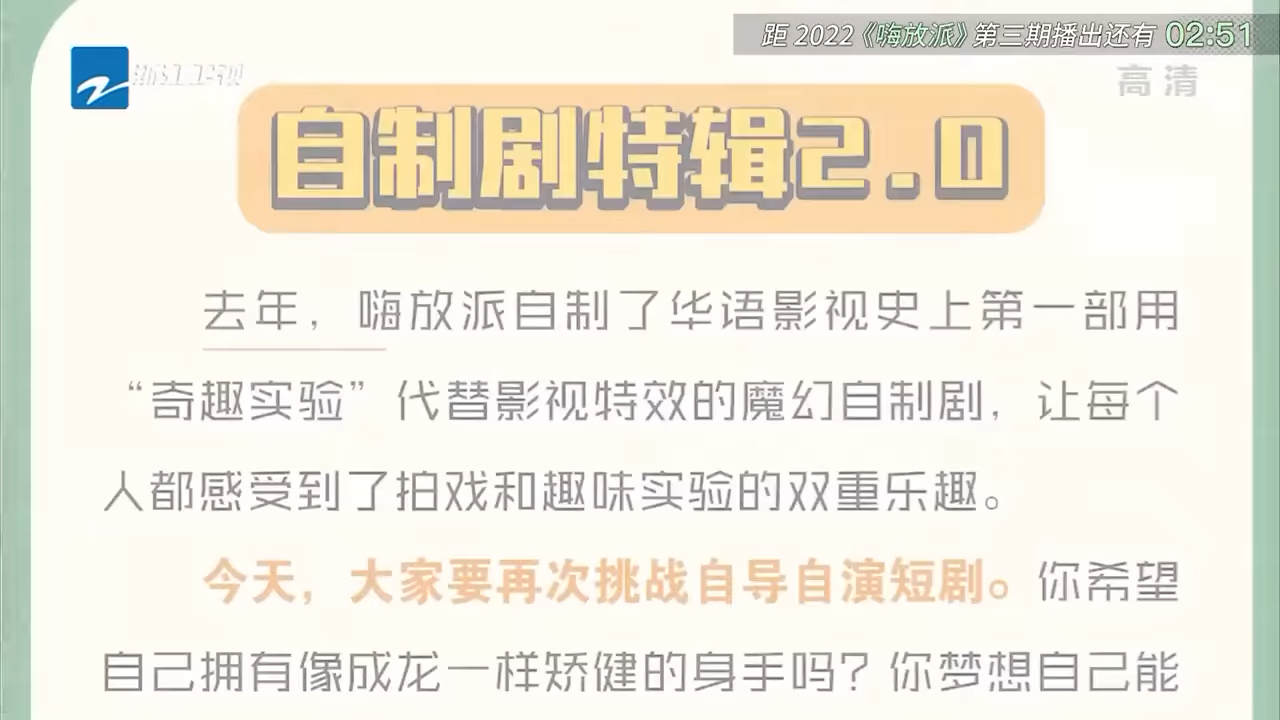 距 2022《嗨放派》第三期播出还有 02:51
浙江卫视
高清
自制剧特辑2.0
去年，嗨放派自制了华语影视史上第一部用
“奇趣实验”代替影视特效的魔幻自制剧，让每个
人都感受到了拍戏和趣味实验的双重乐趣。
今天，大家要再次挑战自导自演短剧。你希望
自己拥有像成龙一样矫健的身手吗？你梦想自己能